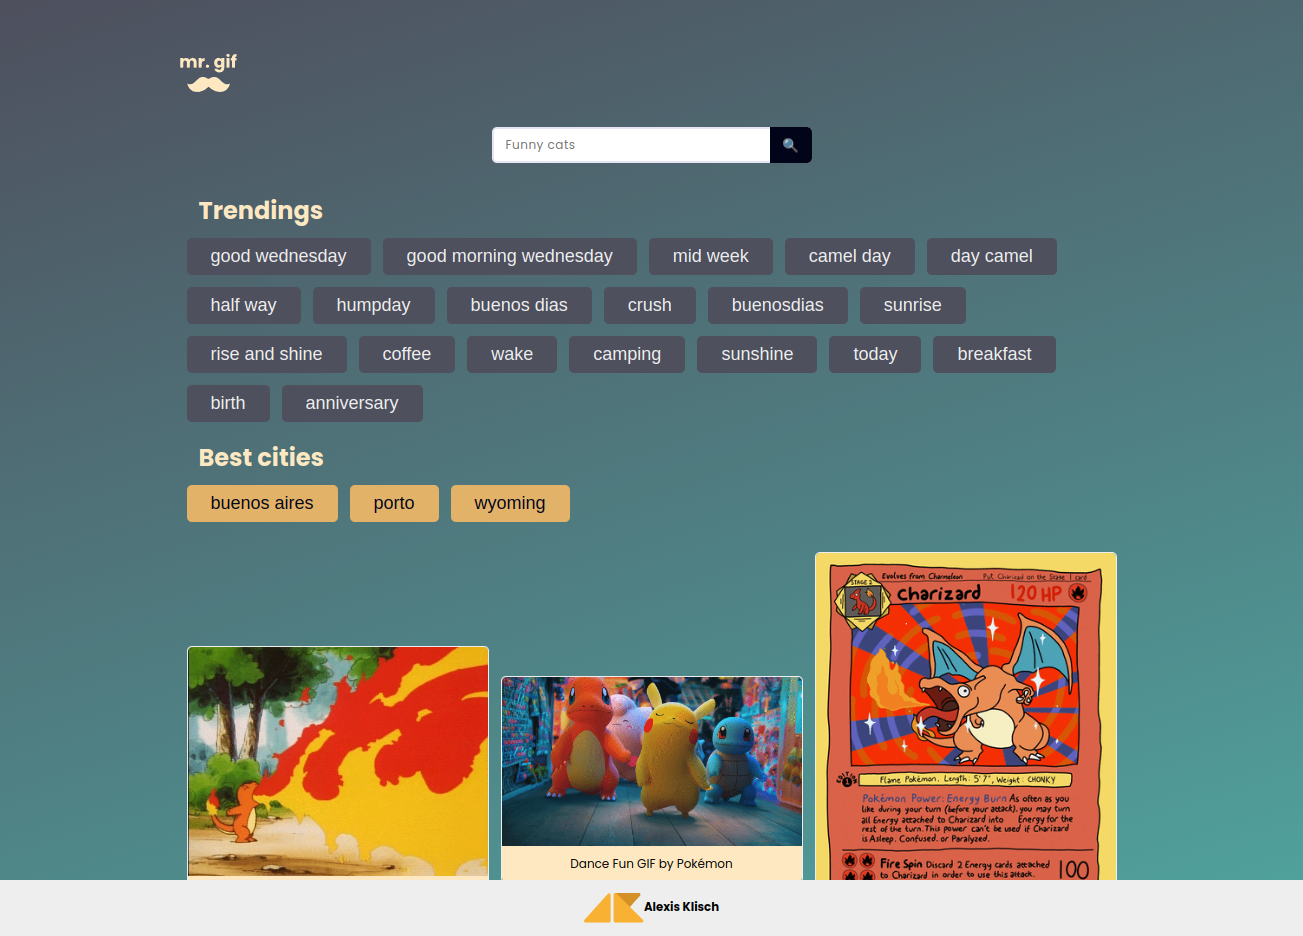 mr. gif
Funny cats
Trendings
good wednesday
good morning wednesday
mid week
camel day
day camel
half way
humpday
buenos dias
crush
buenosdias
sunrise
rise and shine
coffee
wake
camping
sunshine
today
breakfast
birth
anniversary
Best cities
buenos aires
porto
wyoming
Evolves from Charmeleon
Put Charizard on the Stage 1 card
STAGE 2
charizard
120 HP
EDITION
1
Flame Pokémon. Length: 5'7", Weight: CHONKY
Pokémon Power: Energy Burn As often as you
like during your turn (before your attack), you may turn
all Energy attached to Charizard into Energy for the
rest of the turn. This power can't be used if Charizard
is Asleep, Confused, or Paralyzed.
Fire Spin Discard 2 Energy cards attached
to Charizard in order to use this attack.
100
Dance Fun GIF by Pokémon
Alexis Klisch